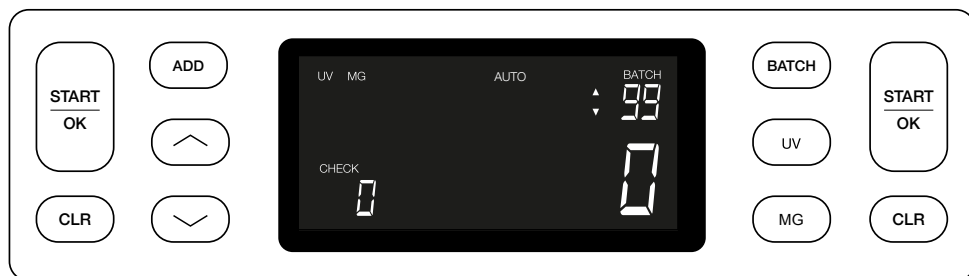 START
OK
CLR
ADD
UV MG
AUTO
BATCH
99
CHECK
0
0
BATCH
UV
MG
START
OK
CLR